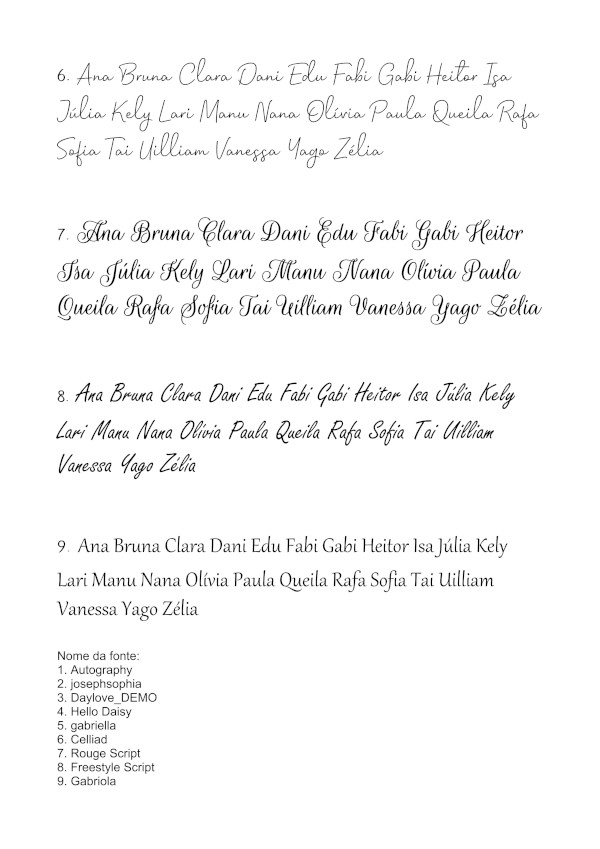 6. Ana Bruna Clara Dani Edu Fabi Gabi Heitor Isa
Júlia Kely Lari Manu Nana Olívia Paula Queila Rafa
Sofia Tai Uilliam Vanessa Yago Zélia
7. Ana Bruna Clara Dani Edu Fabi Gabi Heitor
Isa Júlia Kely Lari Manu Nana Olívia Paula
Queila Rafa Sofia Tai Uilliam Vanessa Yago Zélia
8. Ana Bruna Clara Dani Edu Fabi Gabi Heitor Isa Júlia Kely
Lari Manu Nana Olívia Paula Queila Rafa Sofia Tai Uilliam
Vanessa Yago Zélia
9. Ana Bruna Clara Dani Edu Fabi Gabi Heitor Isa Júlia Kely
Lari Manu Nana Olívia Paula Queila Rafa Sofia Tai Uilliam
Vanessa Yago Zélia
Nome da fonte:
1. Autography
2. josephsophia
3. Daylove_DEMO
4. Hello Daisy
5. gabriella
6. Celliad
7. Rouge Script
8. Freestyle Script
9. Gabriola